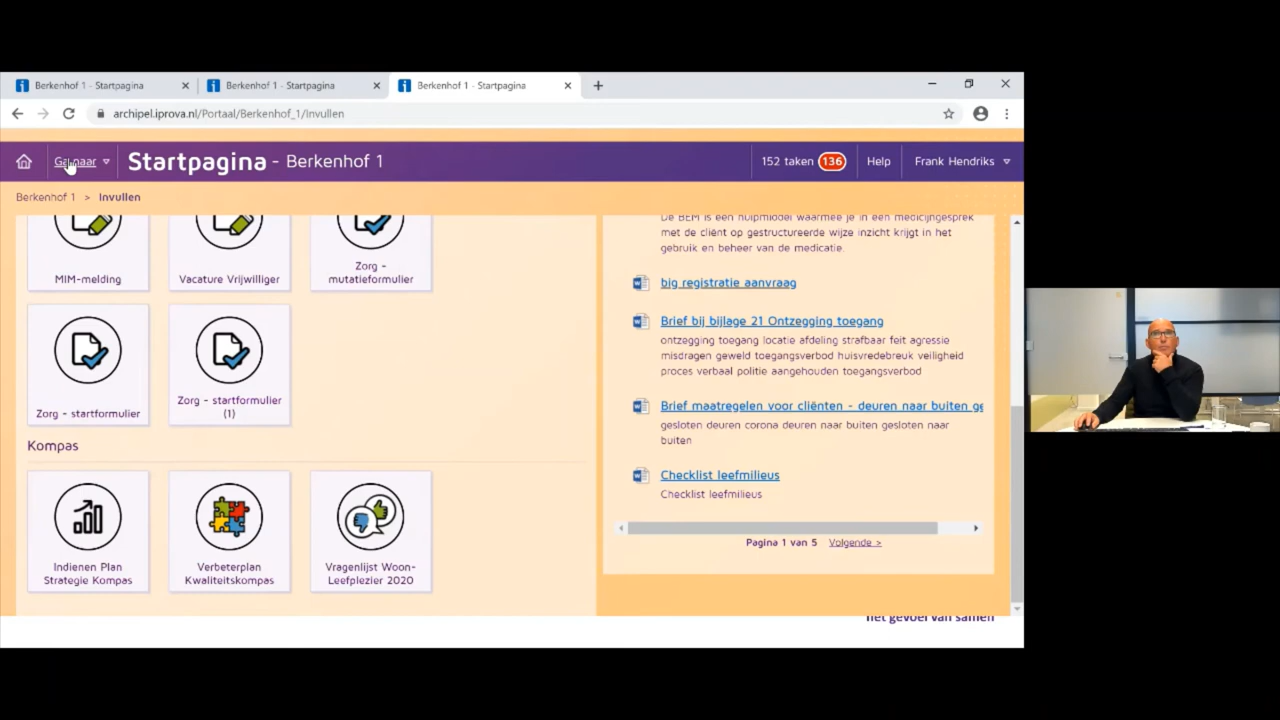 Berkenhof 1 - Startpagina
Berkenhof 1 - Startpagina
Berkenhof 1 - Startpagina
archipel.iprova.nl/Portaal/Berkenhof_1/Invullen
Ga naar
Startpagina - Berkenhof 1
152 taken 136
Help
Frank Hendriks
Berkenhof 1 > Invullen
MIM-melding
Vacature Vrijwilliger
Zorg -
mutatieformulier
Zorg - startformulier
Zorg - startformulier
(1)
Kompas
Indienen Plan
Strategie Kompas
Verbeterplan
Kwaliteitskompas
Vragenlijst Woon-
Leefplezier 2020
De BEM is een hulpmiddel waarmee je in een medicijngesprek
met de cliënt op gestructureerde wijze inzicht krijgt in het
gebruik en beheer van de medicatie.
big registratie aanvraag
Brief bij bijlage 21 Ontzegging toegang
ontzegging toegang locatie afdeling strafbaar feit agressie
misdragen geweld toegangsverbod huisvredebreuk veiligheid
proces verbaal politie aangehouden toegangsverbod
Brief maatregelen voor cliënten - deuren naar buiten ge
gesloten deuren corona deuren naar buiten gesloten naar
buiten
Checklist leefmilieus
Checklist leefmilieus
Pagina 1 van 5 Volgende >
het gevoel van samen